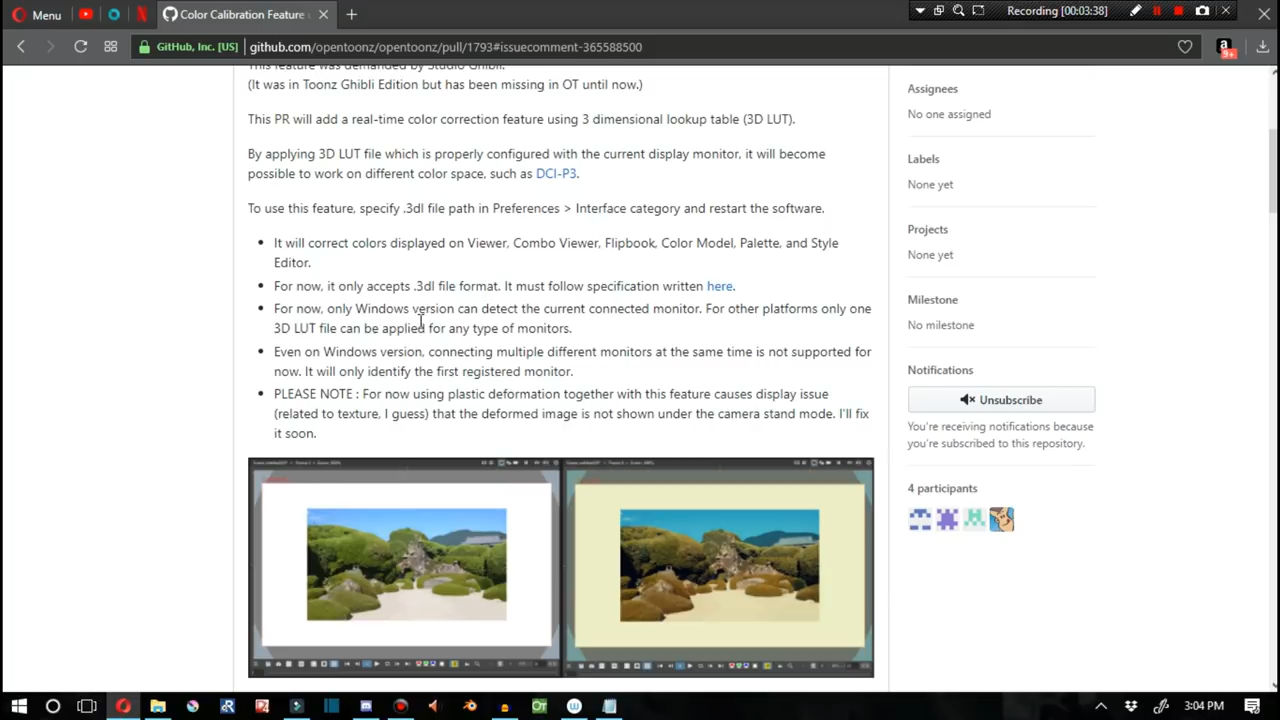 Menu
Color Calibration Feature
Recording [00:03:38]
GitHub, Inc. [US]
github.com/opentoonz/opentoonz/pull/1793#issuecomment-365588500
9+
This feature was demanded by Studio Ghibli.
(It was in Toonz Ghibli Edition but has been missing in OT until now.)
This PR will add a real-time color correction feature using 3 dimensional lookup table (3D LUT).
By applying 3D LUT file which is properly configured with the current display monitor, it will become
possible to work on different color space, such as DCI-P3.
To use this feature, specify .3dl file path in Preferences > Interface category and restart the software.
It will correct colors displayed on Viewer, Combo Viewer, Flipbook, Color Model, Palette, and Style
Editor.
For now, it only accepts .3dl file format. It must follow specification written here.
For now, only Windows version can detect the current connected monitor. For other platforms only one
3D LUT file can be applied for any type of monitors.
Even on Windows version, connecting multiple different monitors at the same time is not supported for
now. It will only identify the first registered monitor.
PLEASE NOTE : For now using plastic deformation together with this feature causes display issue
(related to texture, I guess) that the deformed image is not shown under the camera stand mode. I'll fix
it soon.
Assignees
No one assigned
Labels
None yet
Projects
None yet
Milestone
No milestone
Notifications
Unsubscribe
You're receiving notifications because
you're subscribed to this repository.
4 participants
OT
3:04 PM